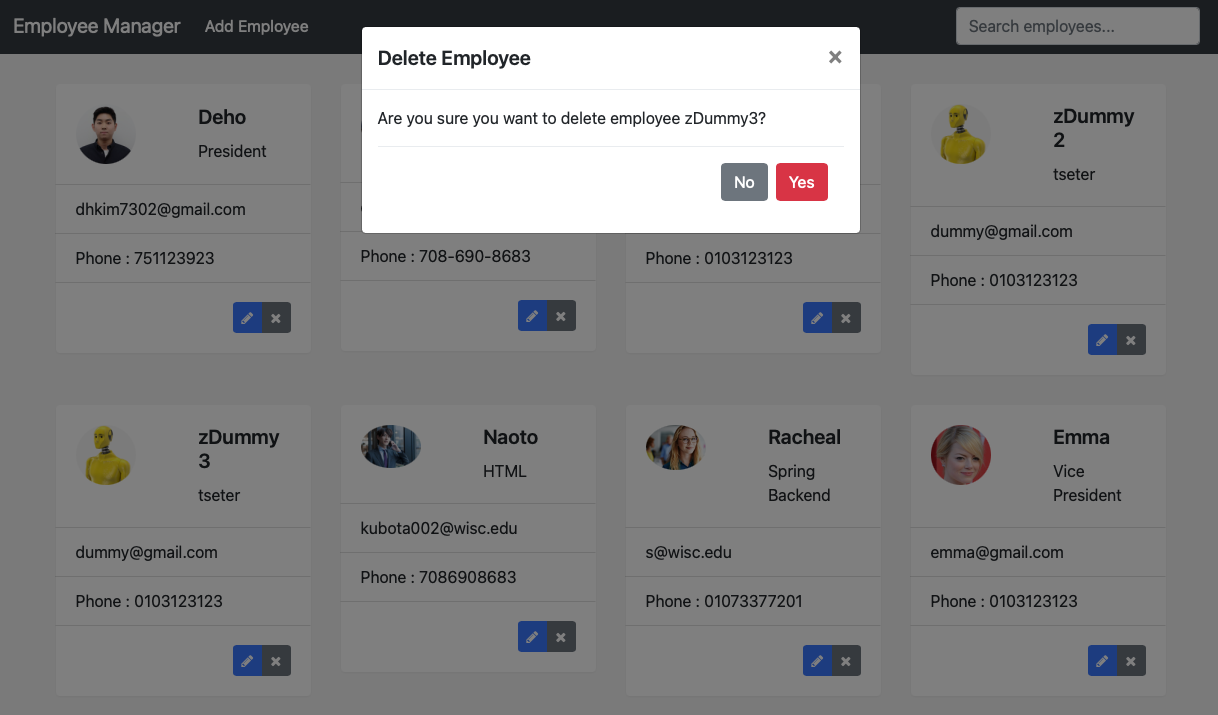 Employee Manager
Add Employee
Search employees...
Delete Employee
×
Are you sure you want to delete employee zDummy3?
No
Yes
Deho
President
dhkim7302@gmail.com
Phone : 751123923
Phone : 708-690-8683
Phone : 0103123123
zDummy
2
tseter
dummy@gmail.com
Phone : 0103123123
zDummy
3
tseter
dummy@gmail.com
Phone : 0103123123
Naoto
HTML
kubota002@wisc.edu
Phone : 7086908683
Racheal
Spring
Backend
s@wisc.edu
Phone : 01073377201
Emma
Vice
President
emma@gmail.com
Phone : 0103123123